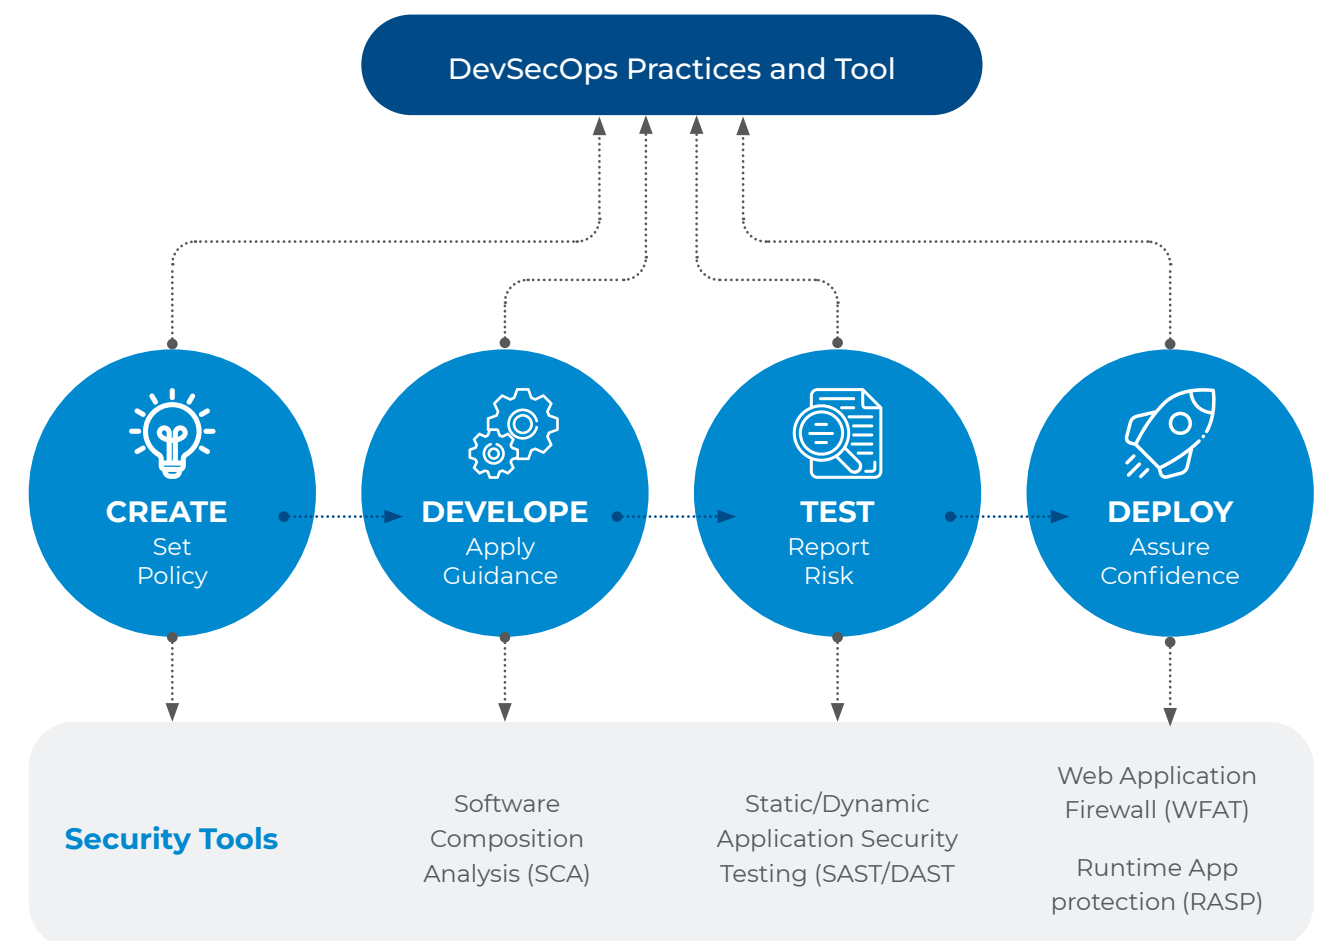 DevSecOps Practices and Tool
CREATE
Set
Policy
DEVELOPE
Apply
Guidance
TEST
Report
Risk
DEPLOY
Assure
Confidence
Security Tools
Software
Composition
Analysis (SCA)
Static/Dynamic
Application Security
Testing (SAST/DAST
Web Application
Firewall (WFAT)
Runtime App
protection (RASP)